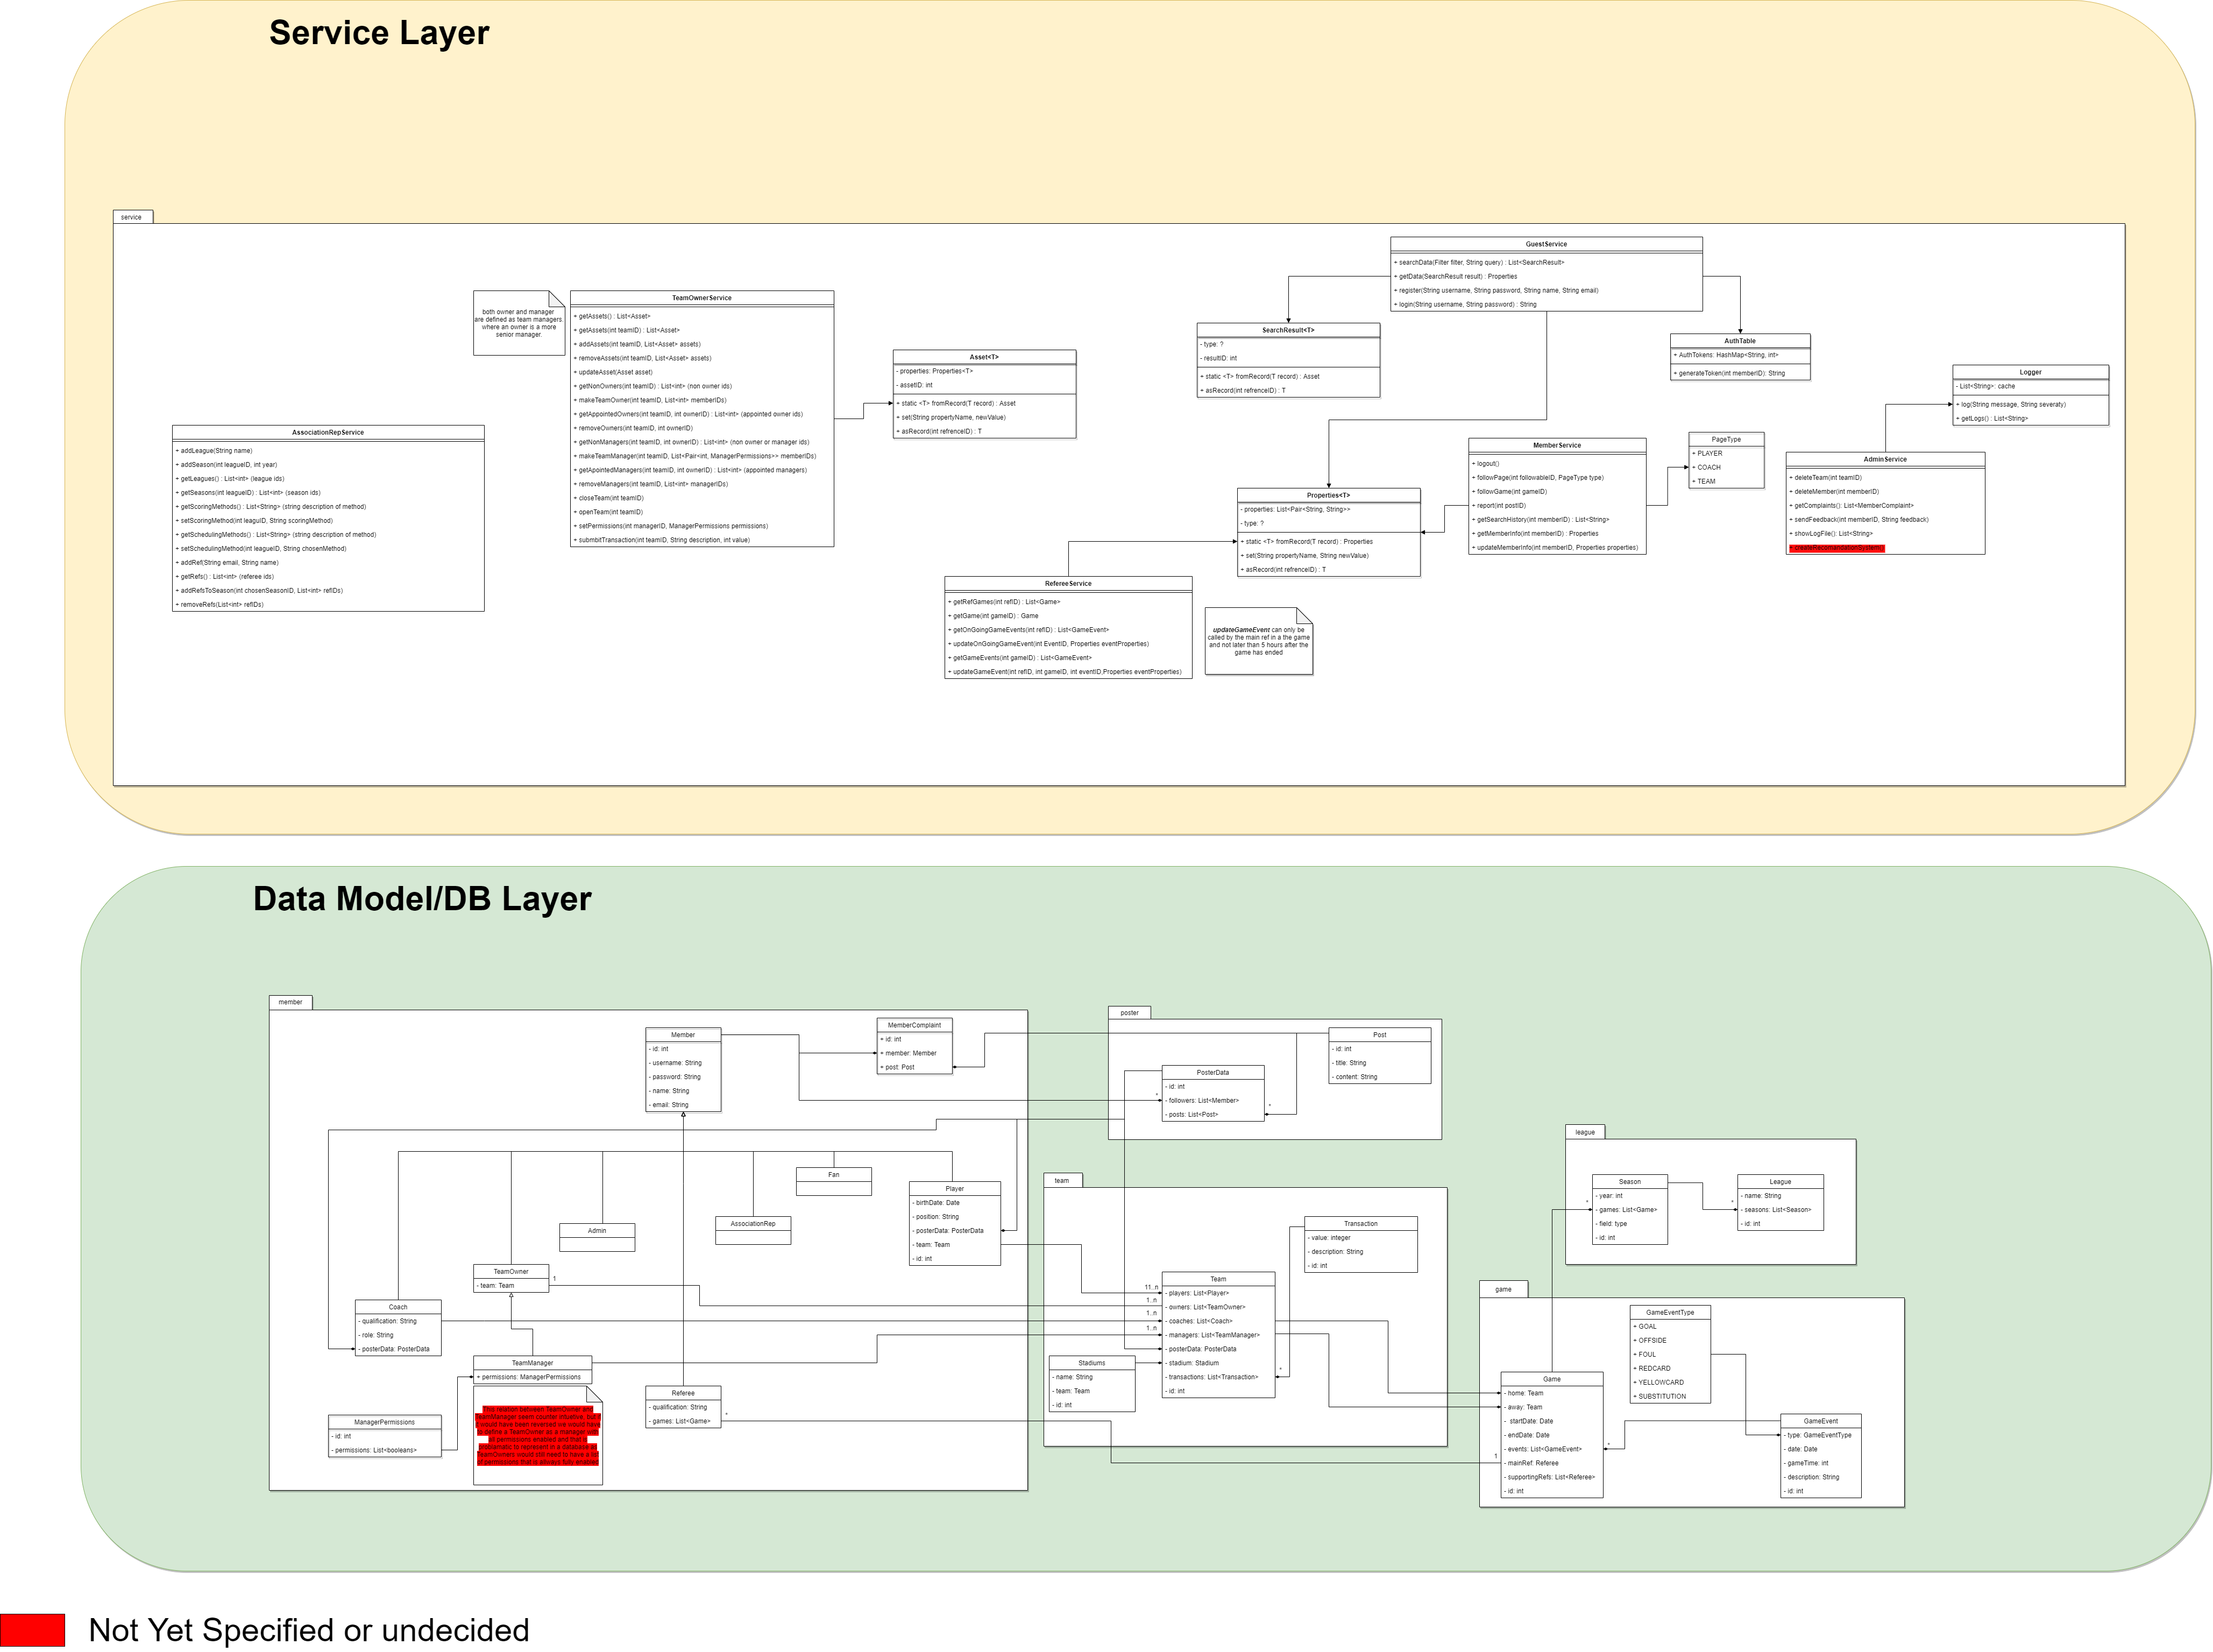 Service Layer
service
GuestService
+ searchData(Filter filter, String query) : List<SearchResult>
+ getData(SearchResult result) : Properties
+ register(String username, String password, String name, String email)
+ login(String username, String password) : String
both owner and manager
are defined as team managers,
where an owner is a more
senior manager.
TeamOwnerService
+ getAssets() : List<Asset>
+ getAssets(int teamID) : List<Asset>
+ addAssets(int teamID, List<Asset> assets)
+ removeAssets(int teamID, List<Asset> assets)
+ updateAsset(Asset asset)
+ getNonOwners(int teamID) : List<int> (non owner ids)
+ makeTeamOwner(int teamID, List<int> memberIDs)
+ getAppointedOwners(int teamID, int ownerID) : List<int> (appointed owner ids)
+ removeOwners(int teamID, int ownerID)
+ getNonManagers(int teamID, int ownerID) : List<int> (non owner or manager ids)
+ makeTeamManager(int teamID, List<Pair<int, ManagerPermissions>> memberIDs)
+ getApointedManagers(int teamID, int ownerID) : List<int> (appointed managers)
+ removeManagers(int teamID, List<int> managerIDs)
+ closeTeam(int teamID)
+ openTeam(int teamID)
+ setPermissions(int managerID, ManagerPermissions permissions)
+ submbitTransaction(int teamID, String description, int value)
SearchResult<T>
- type: ?
- resultID: int
+ static <T> fromRecord(T record) : Asset
+ asRecord(int refrenceID) : T
AuthTable
+ AuthTokens: HashMap<String, int>
+ generateToken(int memberID): String
Asset<T>
- properties: Properties<T>
- assetID: int
+ static <T> fromRecord(T record) : Asset
+ set(String propertyName, newValue)
+ asRecord(int refrenceID) : T
Logger
- List<String>: cache
+ log(String message, String severaty)
+ getLogs() : List<String>
AssociationRepService
+ addLeague(String name)
+ addSeason(int leagueID, int year)
+ getLeagues() : List<int> (league ids)
+ getSeasons(int leagueID) : List<int> (season ids)
+ getScoringMethods() : List<String> (string description of method)
+ setScoringMethod(int leaguID, String scoringMethod)
+ getSchedulingMethods() : List<String> (string description of method)
+ setSchedulingMethod(int leagueID, String chosenMethod)
+ addRef(String email, String name)
+ getRefs() : List<int> (referee ids)
+ addRefsToSeason(int chosenSeasonID, List<int> refIDs)
+ removeRefs(List<int> refIDs)
MemberService
+ logout()
+ followPage(int followableID, PageType type)
+ followGame(int gameID)
+ report(int postID)
+ getSearchHistory(int memberID) : List<String>
+ getMemberInfo(int memberID) : Properties
+ updateMemberInfo(int memberID, Properties properties)
PageType
+ PLAYER
+ COACH
+ TEAM
AdminService
+ deleteTeam(int teamID)
+ deleteMember(int memberID)
+ getComplaints() : List<MemberComplaint>
+ sendFeedback(int memberID, String feedback)
+ showLogFile() : List<String>
+ createRecomandationSystem()
Properties<T>
- properties: List<Pair<String, String>>
- type: ?
+ static <T> fromRecord(T record) : Properties
+ set(String propertyName, String newValue)
+ asRecord(int refrenceID) : T
RefereeService
+ getRefGames(int refID) : List<Game>
+ getGame(int gameID) : Game
+ getOnGoingGameEvents(int refID) : List<GameEvent>
+ updateOnGoingGameEvent(int EventID, Properties eventProperties)
+ getGameEvents(int gameID) : List<GameEvent>
+ updateGameEvent(int refID, int gameID, int eventID,Properties eventProperties)
updateGameEvent can only be
called by the main ref in a the game
and not later than 5 hours after the
game has ended
Data Model/DB Layer
member
Member
- id: int
- username: String
- password: String
- name: String
- email: String
MemberComplaint
+ id: int
+ member: Member
+ post: Post
poster
Post
- id: int
- title: String
- content: String
PosterData
- id: int
- followers: List<Member>
- posts: List<Post>
*
*
league
Season
- year: int
- games: List<Game>
- field: type
- id: int
*
League
- name: String
- seasons: List<Season>
- id: int
*
Fan
Player
- birthDate: Date
- position: String
- posterData: PosterData
- team: Team
- id: int
Admin
AssociationRep
TeamOwner
- team: Team
1
Coach
- qualification: String
- role: String
- posterData: PosterData
TeamManager
+ permissions: ManagerPermissions
ManagerPermissions
- id: int
- permissions: List<booleans>
This relation between TeamOwner and
TeamManager seem counter intuative, but if
it would have been reversed we would have
to define a TeamOwner as a manager with
all permissions enabled and that is
problamatic to represent in a database as
TeamOwners would still need to have a list
of permissions that is allways fully enabled
Referee
- qualification: String
- games: List<Game>
*
team
Transaction
- value: integer
- description: String
- id: int
Team
- players: List<Player>
- owners: List<TeamOwner>
- coaches: List<Coach>
- managers: List<TeamManager>
- posterData: PosterData
- stadium: Stadium
- transactions: List<Transaction>
- id: int
11..n
1..n
1..n
1..n
*
Stadiums
- name: String
- team: Team
- id: int
game
GameEventType
+ GOAL
+ OFFSIDE
+ FOUL
+ REDCARD
+ YELLOWCARD
+ SUBSTITUTION
Game
- home: Team
- away: Team
- startDate: Date
- endDate: Date
- events: List<GameEvent>
- mainRef: Referee
- supportingRefs: List<Referee>
- id: int
1
*
GameEvent
- type: GameEventType
- date: Date
- gameTime: int
- description: String
- id: int
Not Yet Specified or undecided